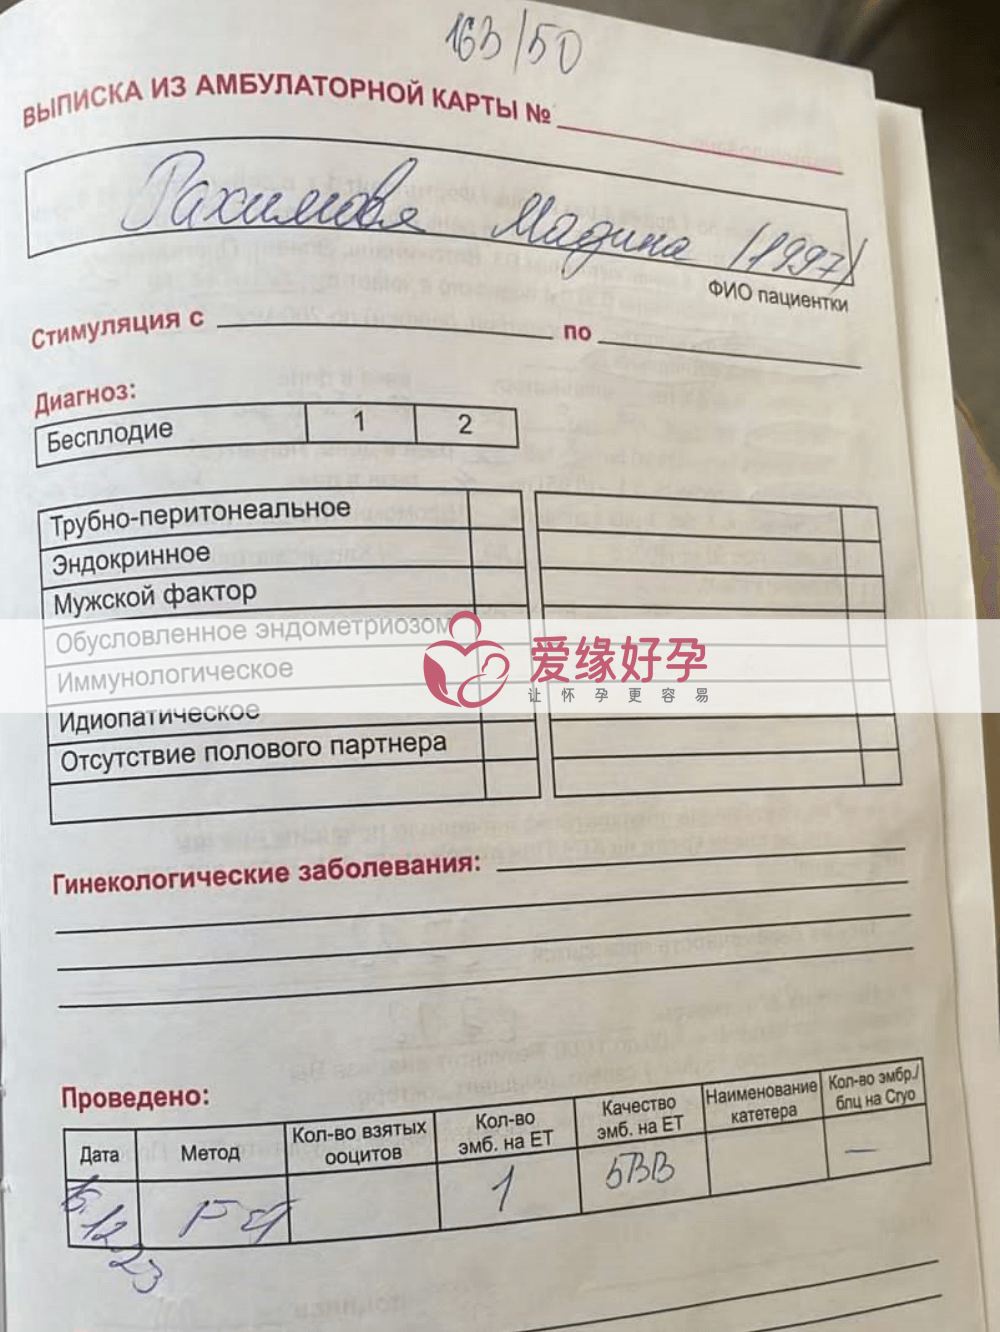 163/50
ВЫПИСКА ИЗ АМБУЛАТОРНОЙ КАРТЫ №
Рахимова Мадина (1997)
ФИО пациентки
Стимуляция с по
Диагноз:
Бесплодие 1 2
Трубно-перитонеальное
Эндокринное
Мужской фактор
Обусловленное эндометриозом
Иммунологическое
爱缘好孕
让怀孕更容易
Идиопатическое
Отсутствие полового партнера
Гинекологические заболевания:
Проведено:
Дата Метод Кол-во взятых ооцитов Кол-во эмб. на ЕТ Качество эмб. на ЕТ Наименование катетера Кол-во эмбр./ блц на Cryo
12 23 1 5BB —